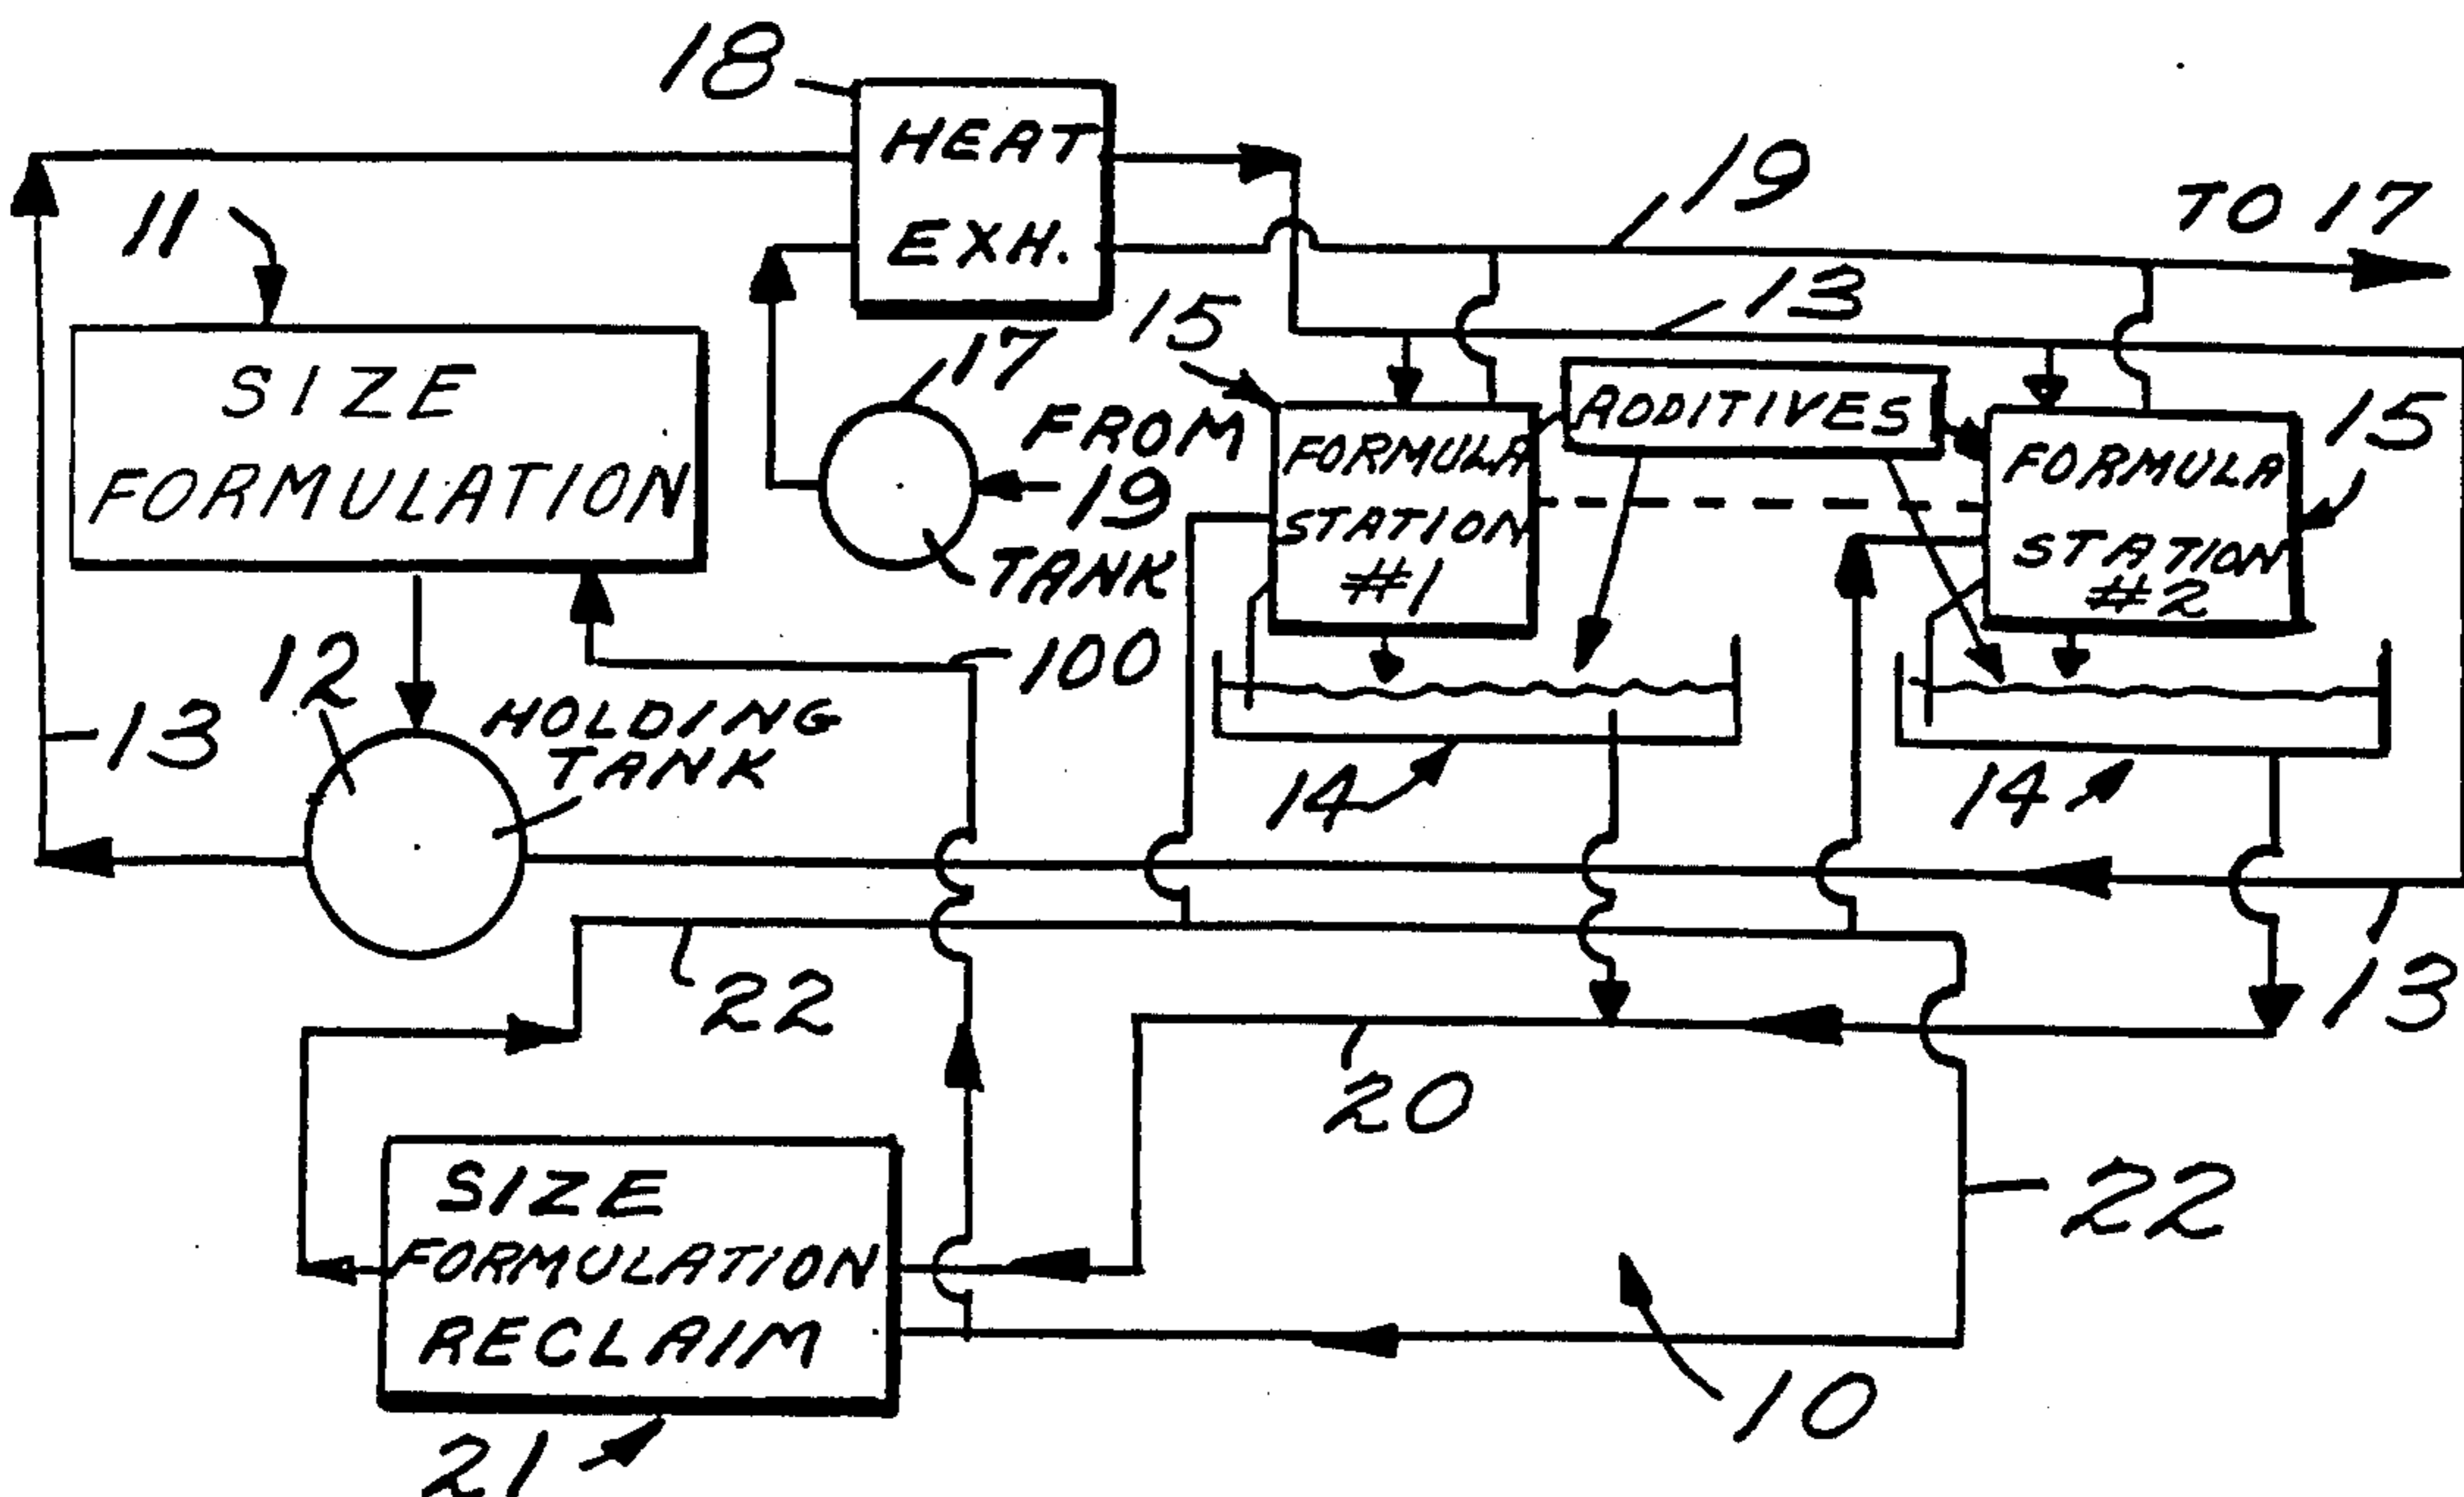 18
HEAT
EXH.
19
TO 17
11
13
15
SIZE
FORMULATION
17
FROM
19
TANK
ADDITIVES
15
FORMULA
STATION
#1
FORMULA
STATION
#2
100
12
HOLDING
TANK
13
14
14
13
22
20
SIZE
FORMULATION
RECLAIM
22
10
21